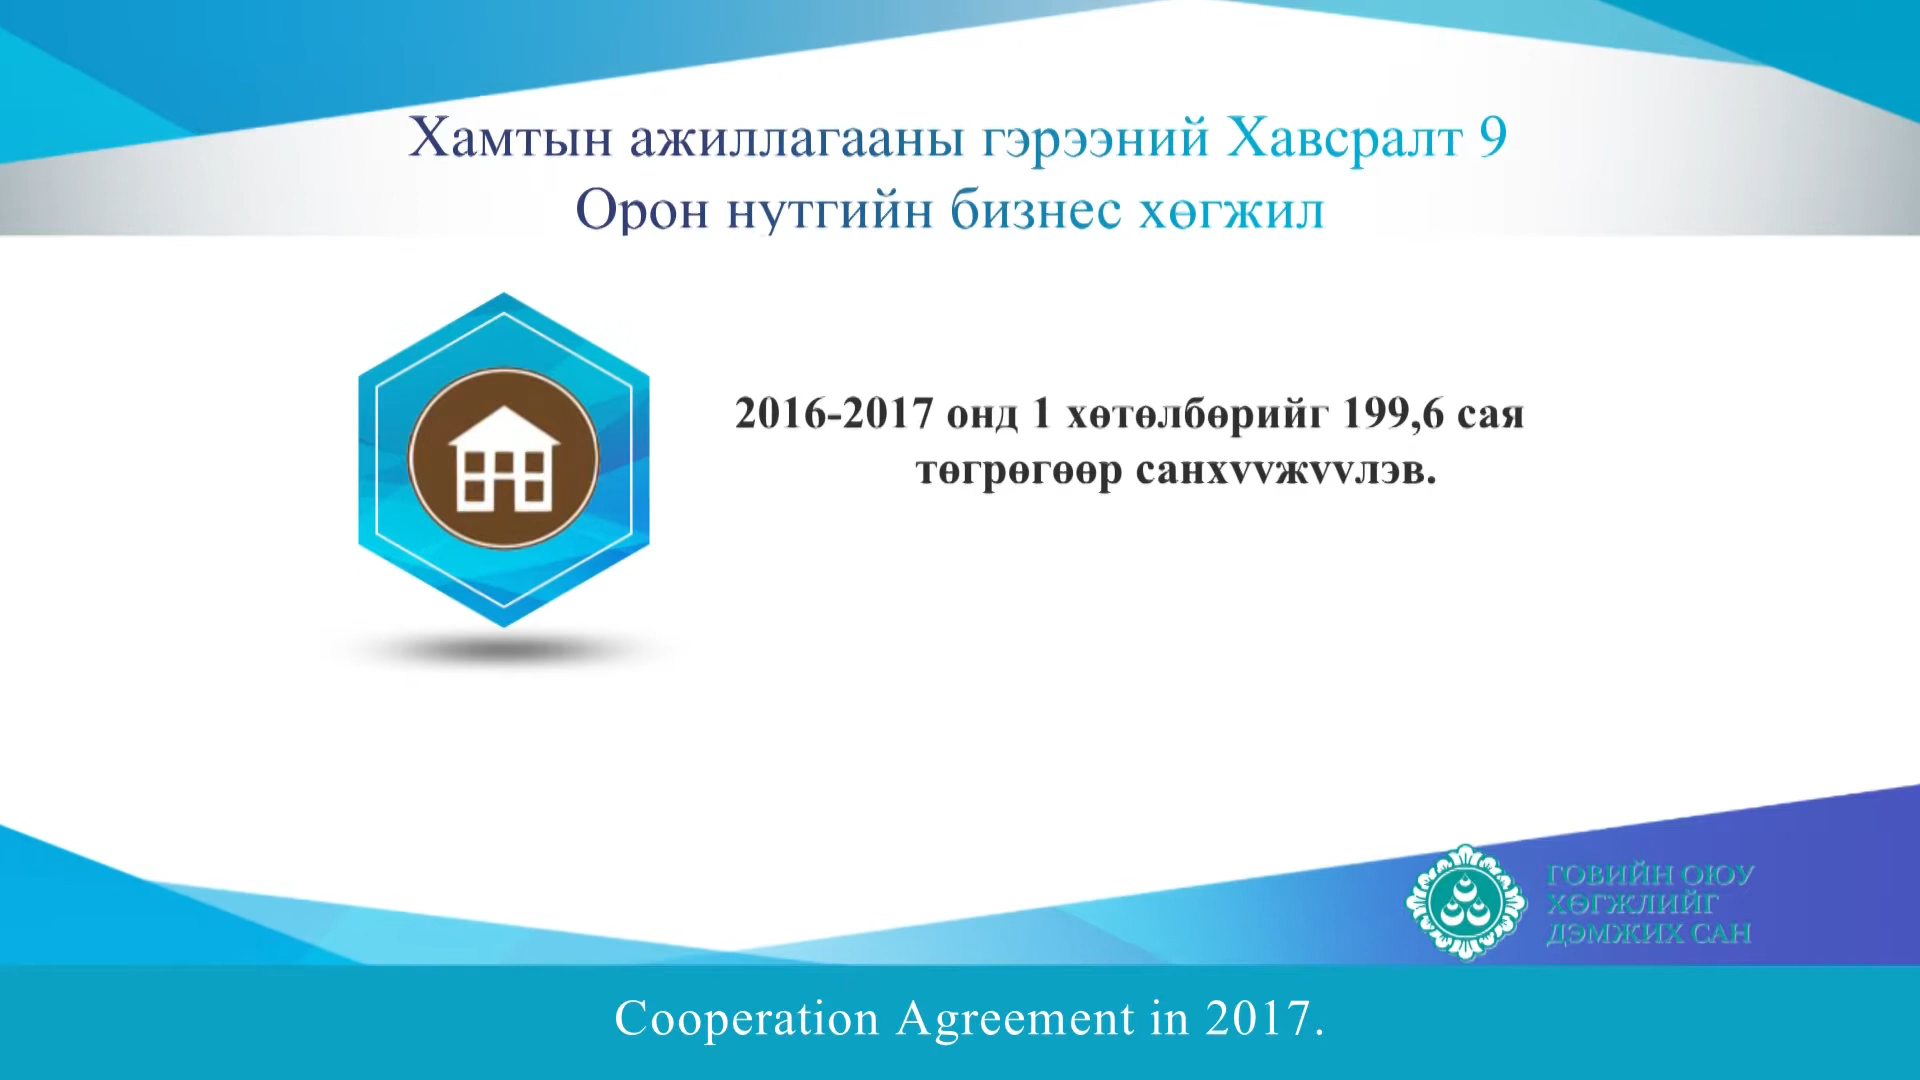 Хамтын ажиллагааны гэрээний Хавсралт 9
Орон нутгийн бизнес хөгжил
2016-2017 онд 1 хөтөлбөрийг 199,6 сая
төгрөгөөр санхvvжvvлэв.
ГОВИЙН ОЮУ
ХӨГЖЛИЙГ
ДЭМЖИХ САН
Cooperation Agreement in 2017.